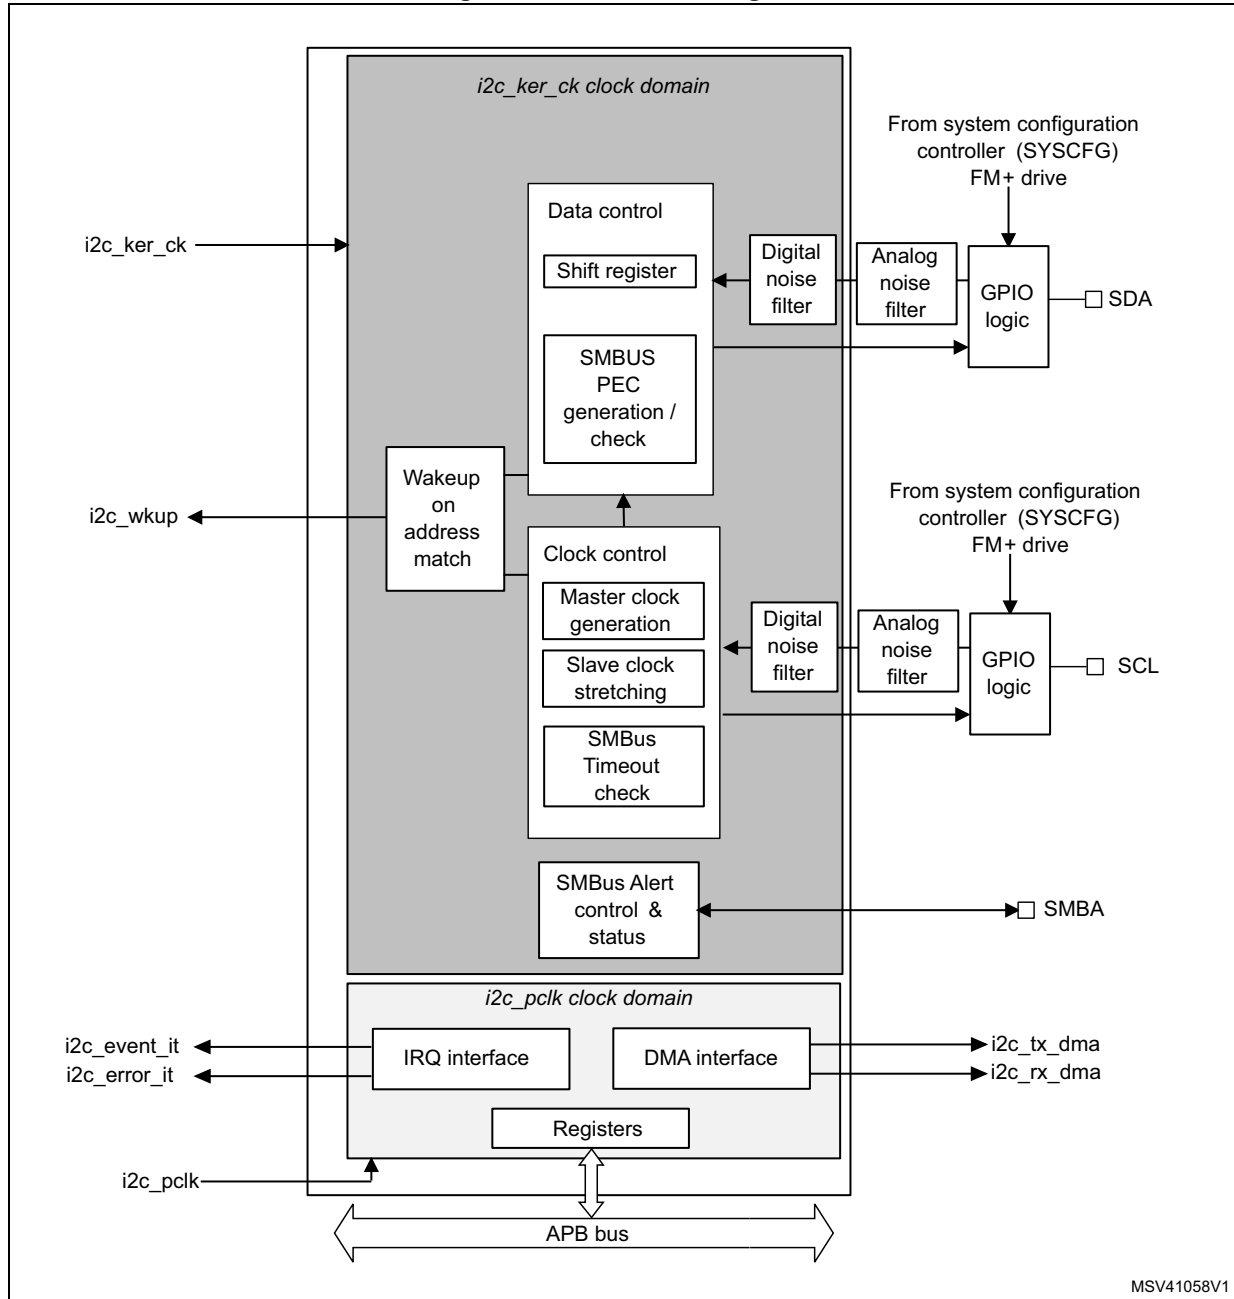 i2c_ker_ck clock domain
From system configuration
controller (SYSCFG)
FM+ drive
Data control
i2c_ker_ck
Shift register
Digital
noise
filter
Analog
noise
filter
GPIO
logic
SDA
SMBUS
PEC
generation /
check
Wakeup
on
address
match
i2c_wkup
From system configuration
controller (SYSCFG)
FM+ drive
Clock control
Master clock
generation
Slave clock
stretching
SMBus
Timeout
check
Digital
noise
filter
Analog
noise
filter
GPIO
logic
SCL
SMBus Alert
control &
status
SMBA
i2c_pclk clock domain
i2c_event_it
i2c_error_it
IRQ interface
DMA interface
i2c_tx_dma
i2c_rx_dma
Registers
i2c_pclk
APB bus
MSV41058V1